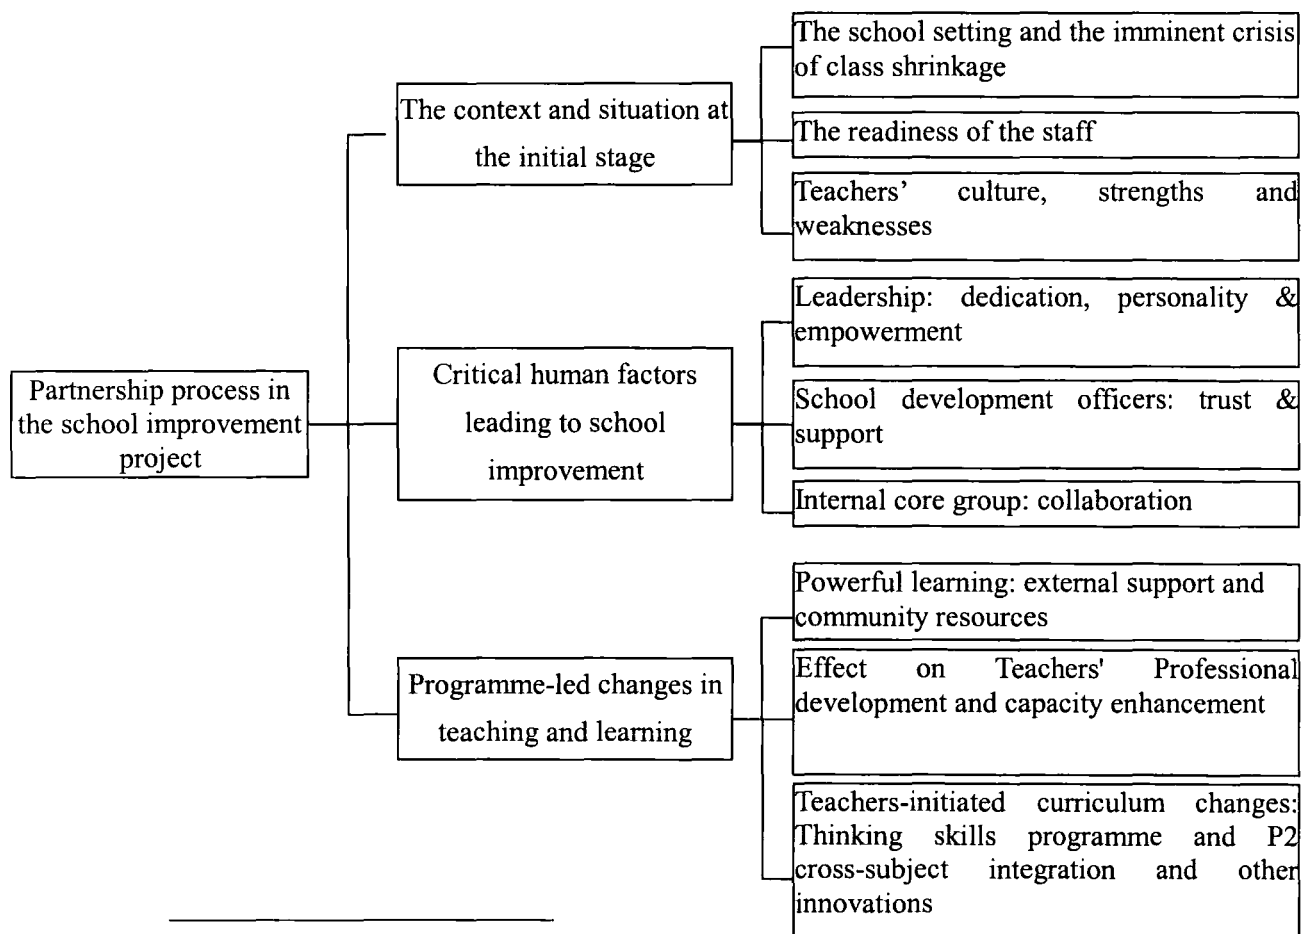 Partnership process in
the school improvement
project
The context and situation at
the initial stage
The school setting and the imminent crisis
of class shrinkage
The readiness of the staff
Teachers’ culture, strengths and
weaknesses
Critical human factors
leading to school
improvement
Leadership: dedication, personality &
empowerment
School development officers: trust &
support
Internal core group: collaboration
Programme-led changes in
teaching and learning
Powerful learning: external support and
community resources
Effect on Teachers' Professional
development and capacity enhancement
Teachers-initiated curriculum changes:
Thinking skills programme and P2
cross-subject integration and other
innovations